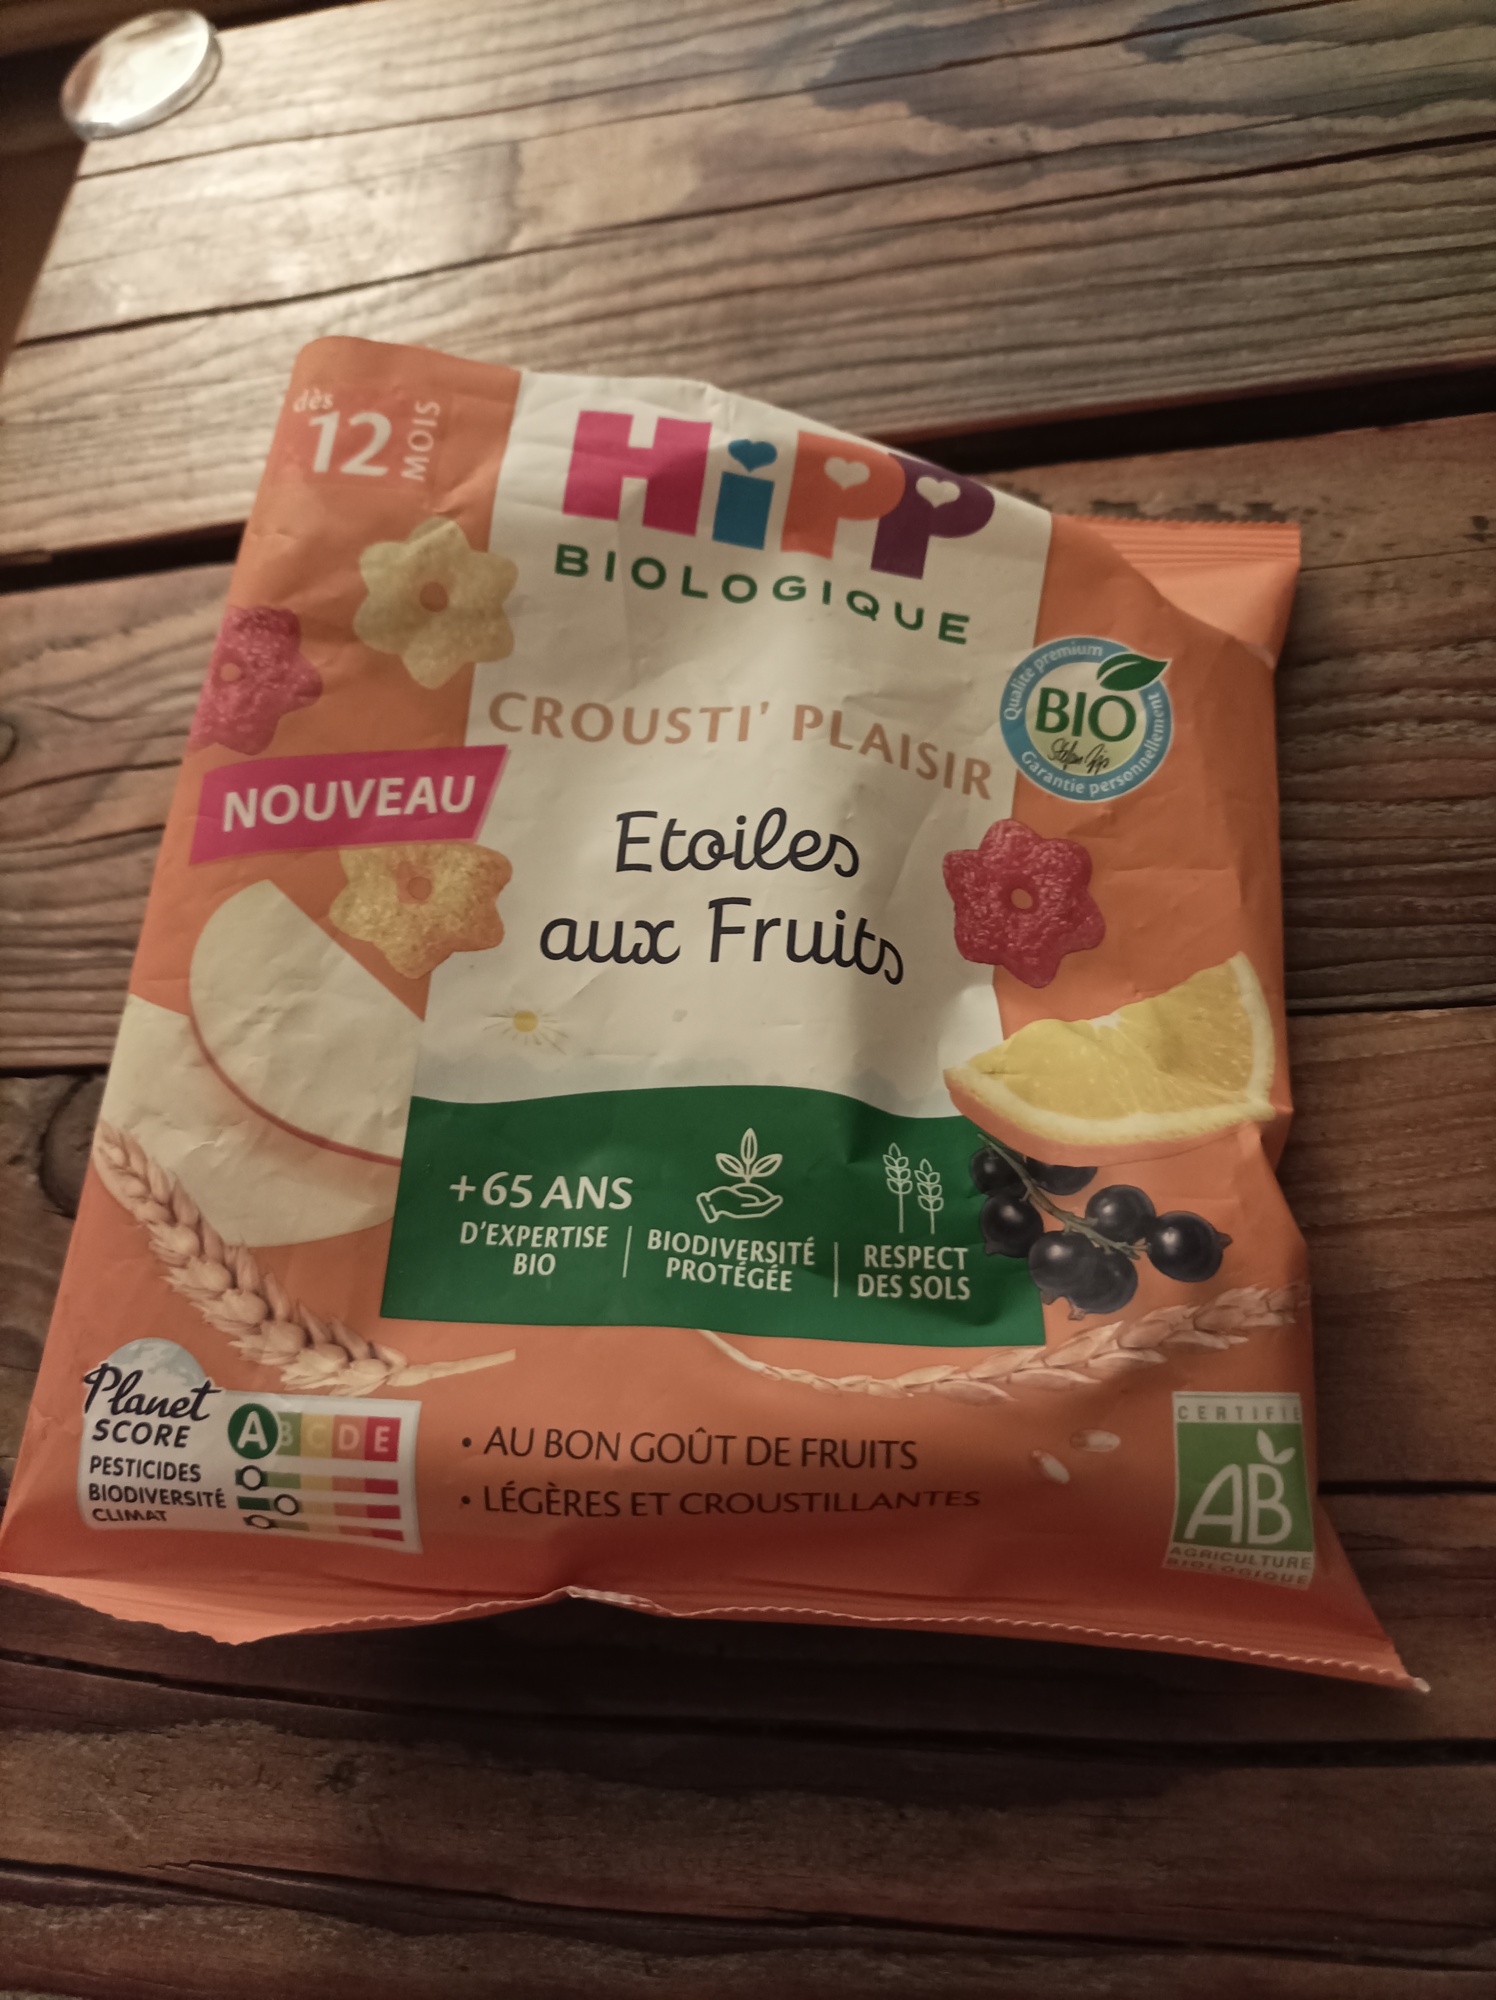 dès
12
MOIS
HiPP
BIOLOGIQUE
CROUSTI' PLAISIR
Qualité premium
BIO
Garantie personnellement
NOUVEAU
Etoiles
aux Fruits
+65 ANS
D'EXPERTISE
BIO
BIODIVERSITÉ
PROTÉGÉE
RESPECT
DES SOLS
Planet
SCORE
A B C D E
PESTICIDES
BIODIVERSITÉ
CLIMAT
• AU BON GOÛT DE FRUITS
• LÉGÈRES ET CROUSTILLANTES
CERTIFIÉ
AB
AGRICULTURE
BIOLOGIQUE